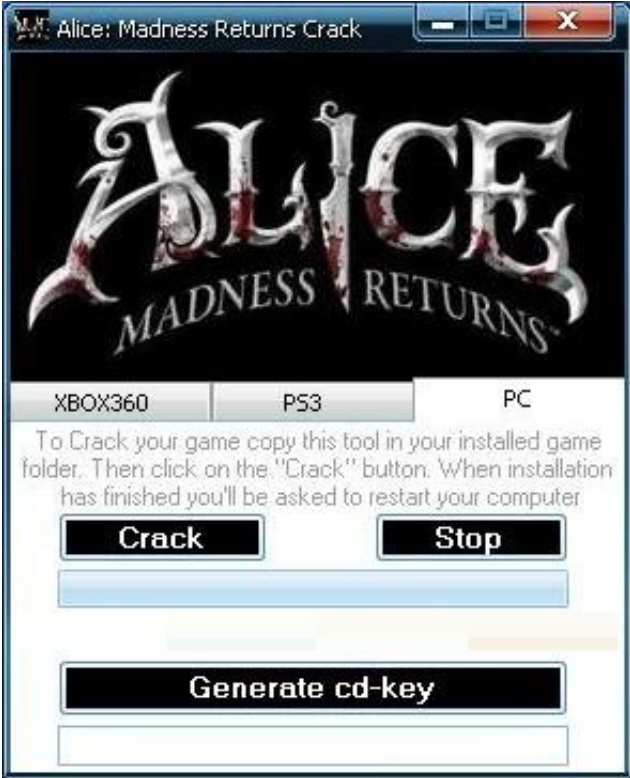 Alice: Madness Returns Crack
ALICE
MADNESS RETURNS™
XBOX360 PS3 PC
To Crack your game copy this tool in your installed game
folder. Then click on the "Crack" button. When installation
has finished you'll be asked to restart your computer
Crack Stop
Generate cd-key